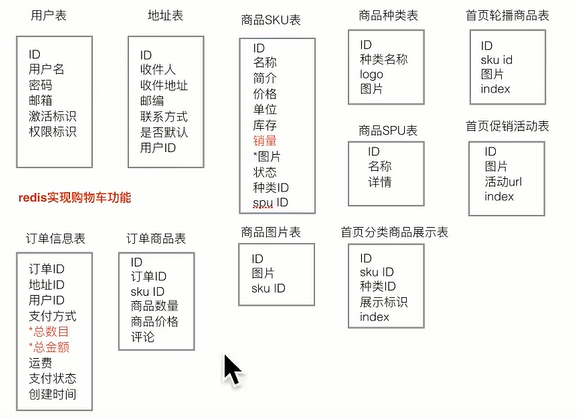 用户表
ID
用户名
密码
邮箱
激活标识
权限标识
地址表
ID
收件人
收件地址
邮编
联系方式
是否默认
用户ID
商品SKU表
ID
名称
简介
价格
单位
库存
销量
*图片
状态
种类ID
spu ID
商品种类表
ID
种类名称
logo
图片
首页轮播商品表
ID
sku id
图片
index
商品SPU表
ID
名称
详情
首页促销活动表
ID
图片
活动url
index
redis实现购物车功能
订单信息表
订单ID
地址ID
用户ID
支付方式
*总数目
*总金额
运费
支付状态
创建时间
订单商品表
ID
订单ID
sku ID
商品数量
商品价格
评论
商品图片表
ID
图片
sku ID
首页分类商品展示表
ID
sku ID
种类ID
展示标识
index